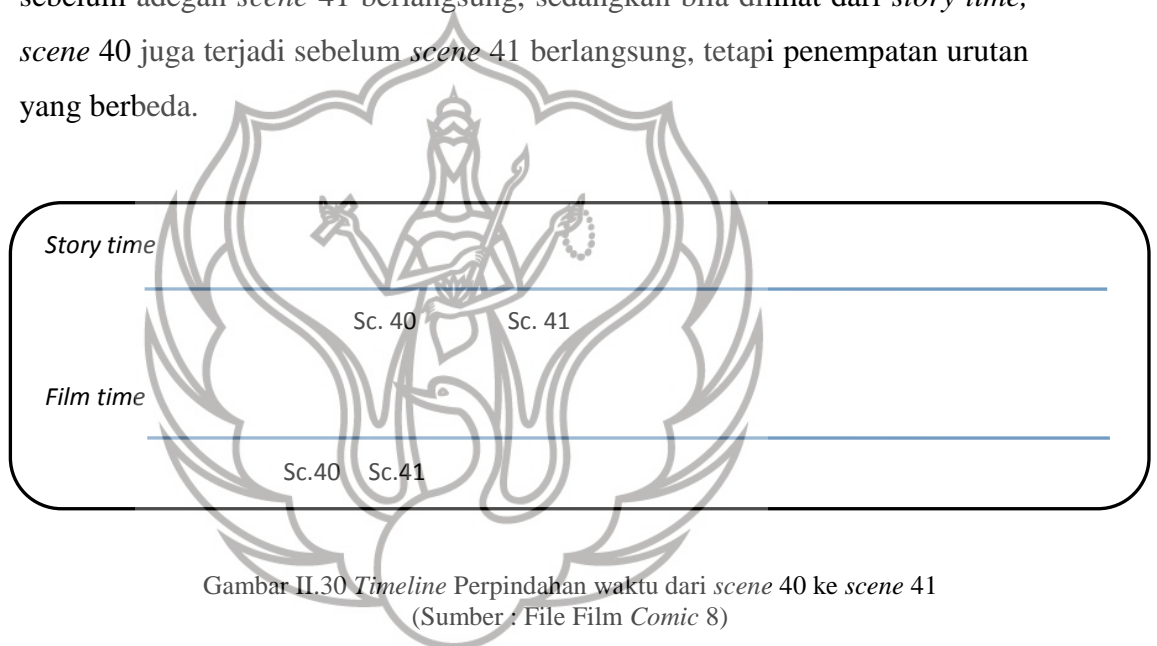 sebelum adegan scene 41 berlangsung, sedangkan bila dilihat dari story time,
scene 40 juga terjadi sebelum scene 41 berlangsung, tetapi penempatan urutan
yang berbeda.
Story time
Sc. 40 Sc. 41
Film time
Sc.40 Sc.41
Gambar II.30 Timeline Perpindahan waktu dari scene 40 ke scene 41
(Sumber : File Film Comic 8)